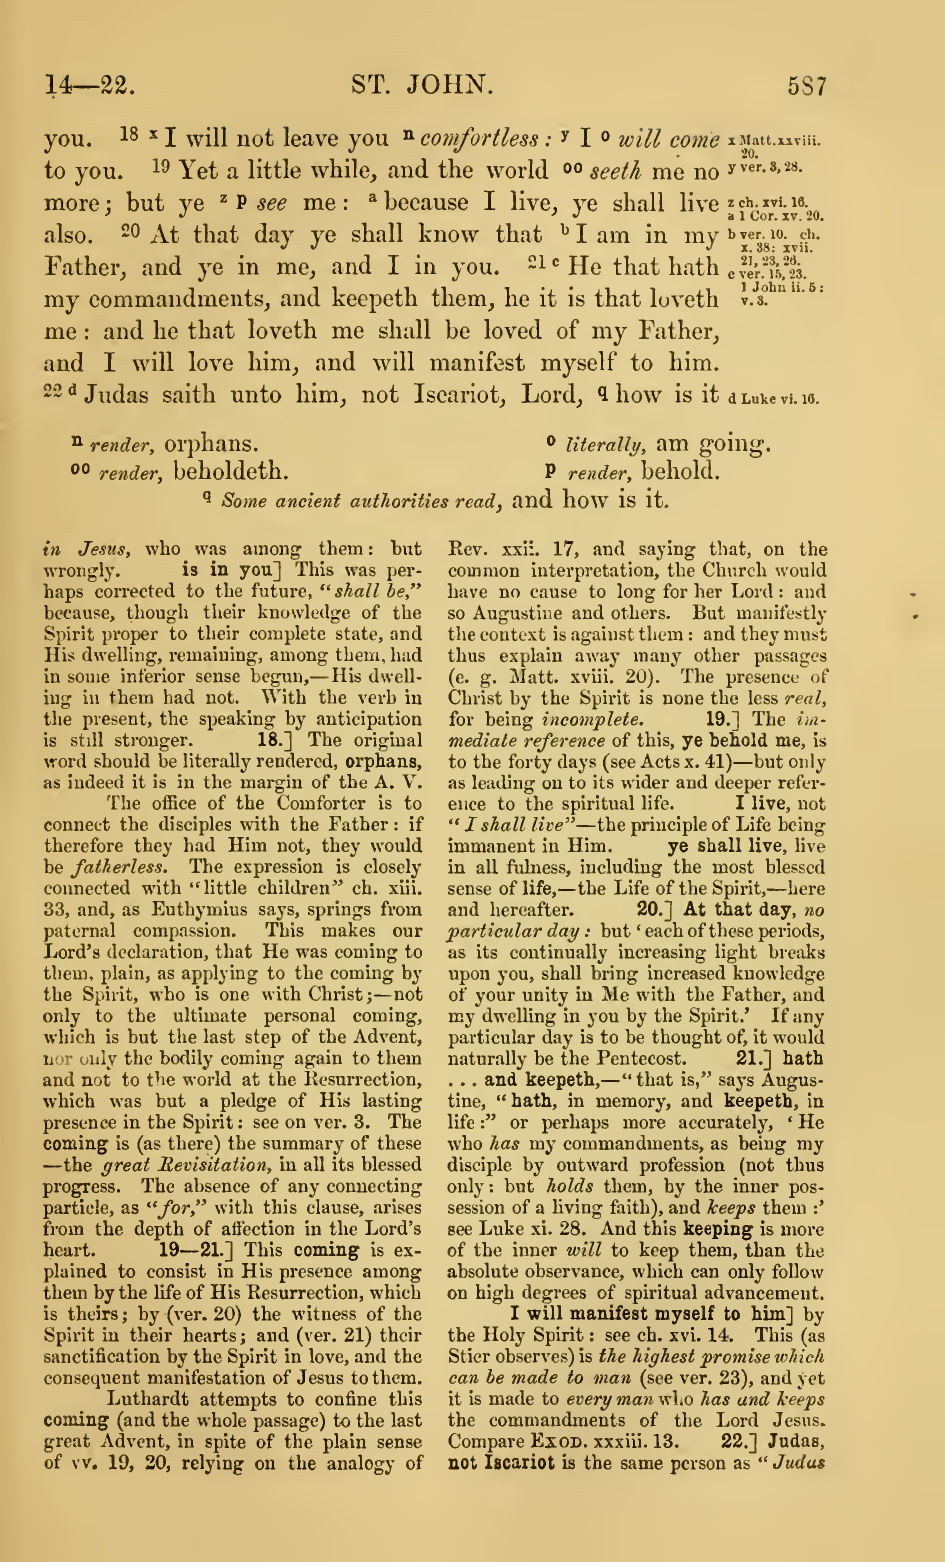 14—22.
ST. JOHN.
587
you. 18 x I will not leave you n comfortless: y I o will come
to you. 19 Yet a little while, and the world oo seeth me no
more; but ye z p see me: a because I live, ye shall live
also. 20 At that day ye shall know that b I am in my
Father, and ye in me, and I in you. 21 c He that hath
my commandments, and keepeth them, he it is that loveth
me: and he that loveth me shall be loved of my Father,
and I will love him, and will manifest myself to him.
22 d Judas saith unto him, not Iscariot, Lord, q how is it
x Matt. xxviii.
20.
y ver. 3, 28.
z ch. xvi. 16.
a 1 Cor. xv. 20.
b ver. 10. ch.
x. 38: xvii.
21, 23, 26.
c ver. 15, 23.
1 John ii. 5:
v. 3.
d Luke vi. 16.
n render, orphans.
o literally, am going.
oo render, beholdeth.
p render, behold.
q Some ancient authorities read, and how is it.
in Jesus, who was among them: but
wrongly. is in you] This was per-
haps corrected to the future, "shall be,"
because, though their knowledge of the
Spirit proper to their complete state, and
His dwelling, remaining, among them, had
in some inferior sense begun,—His dwell-
ing in them had not. With the verb in
the present, the speaking by anticipation
is still stronger. 18.] The original
word should be literally rendered, orphans,
as indeed it is in the margin of the A. V.
The office of the Comforter is to
connect the disciples with the Father: if
therefore they had Him not, they would
be fatherless. The expression is closely
connected with "little children" ch. xiii.
33, and, as Euthymius says, springs from
paternal compassion. This makes our
Lord's declaration, that He was coming to
them, plain, as applying to the coming by
the Spirit, who is one with Christ;—not
only to the ultimate personal coming,
which is but the last step of the Advent,
nor only the bodily coming again to them
and not to the world at the Resurrection,
which was but a pledge of His lasting
presence in the Spirit: see on ver. 3. The
coming is (as there) the summary of these
—the great Revisitation, in all its blessed
progress. The absence of any connecting
particle, as "for," with this clause, arises
from the depth of affection in the Lord's
heart. 19—21.] This coming is ex-
plained to consist in His presence among
them by the life of His Resurrection, which
is theirs; by (ver. 20) the witness of the
Spirit in their hearts; and (ver. 21) their
sanctification by the Spirit in love, and the
consequent manifestation of Jesus to them.
Luthardt attempts to confine this
coming (and the whole passage) to the last
great Advent, in spite of the plain sense
of vv. 19, 20, relying on the analogy of
Rev. xxii. 17, and saying that, on the
common interpretation, the Church would
have no cause to long for her Lord: and
so Augustine and others. But manifestly
the context is against them: and they must
thus explain away many other passages
(e. g. Matt. xviii. 20). The presence of
Christ by the Spirit is none the less real,
for being incomplete. 19.] The im-
mediate reference of this, ye behold me, is
to the forty days (see Acts x. 41)—but only
as leading on to its wider and deeper refer-
ence to the spiritual life. I live, not
"I shall live"—the principle of Life being
immanent in Him. ye shall live, live
in all fulness, including the most blessed
sense of life,—the Life of the Spirit,—here
and hereafter. 20.] At that day, no
particular day: but 'each of these periods,
as its continually increasing light breaks
upon you, shall bring increased knowledge
of your unity in Me with the Father, and
my dwelling in you by the Spirit.' If any
particular day is to be thought of, it would
naturally be the Pentecost. 21.] hath
... and keepeth,—"that is," says Augus-
tine, "hath, in memory, and keepeth, in
life:" or perhaps more accurately, 'He
who has my commandments, as being my
disciple by outward profession (not thus
only: but holds them, by the inner pos-
session of a living faith), and keeps them:'
see Luke xi. 28. And this keeping is more
of the inner will to keep them, than the
absolute observance, which can only follow
on high degrees of spiritual advancement.
I will manifest myself to him] by
the Holy Spirit: see ch. xvi. 14. This (as
Stier observes) is the highest promise which
can be made to man (see ver. 23), and yet
it is made to every man who has and keeps
the commandments of the Lord Jesus.
Compare EXOD. xxxiii. 13. 22.] Judas,
not Iscariot is the same person as "Judas